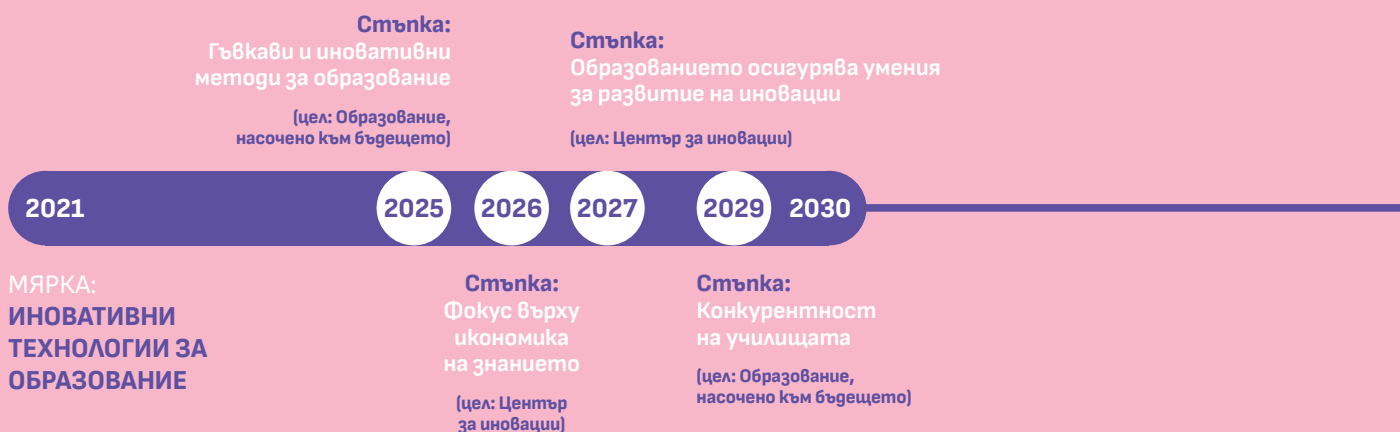 Стъпка:
Гъвкави и иновативни
методи за образование
(цел: Образование,
насочено към бъдещето)
Стъпка:
Образованието осигурява умения
за развитие на иновации
(цел: Център за иновации)
2021
2025
2026
2027
2029
2030
МЯРКА:
ИНОВАТИВНИ
ТЕХНОЛОГИИ ЗА
ОБРАЗОВАНИЕ
Стъпка:
Фокус върху
икономика
на знанието
(цел: Център
за иновации)
Стъпка:
Конкурентност
на училищата
(цел: Образование,
насочено към бъдещето)